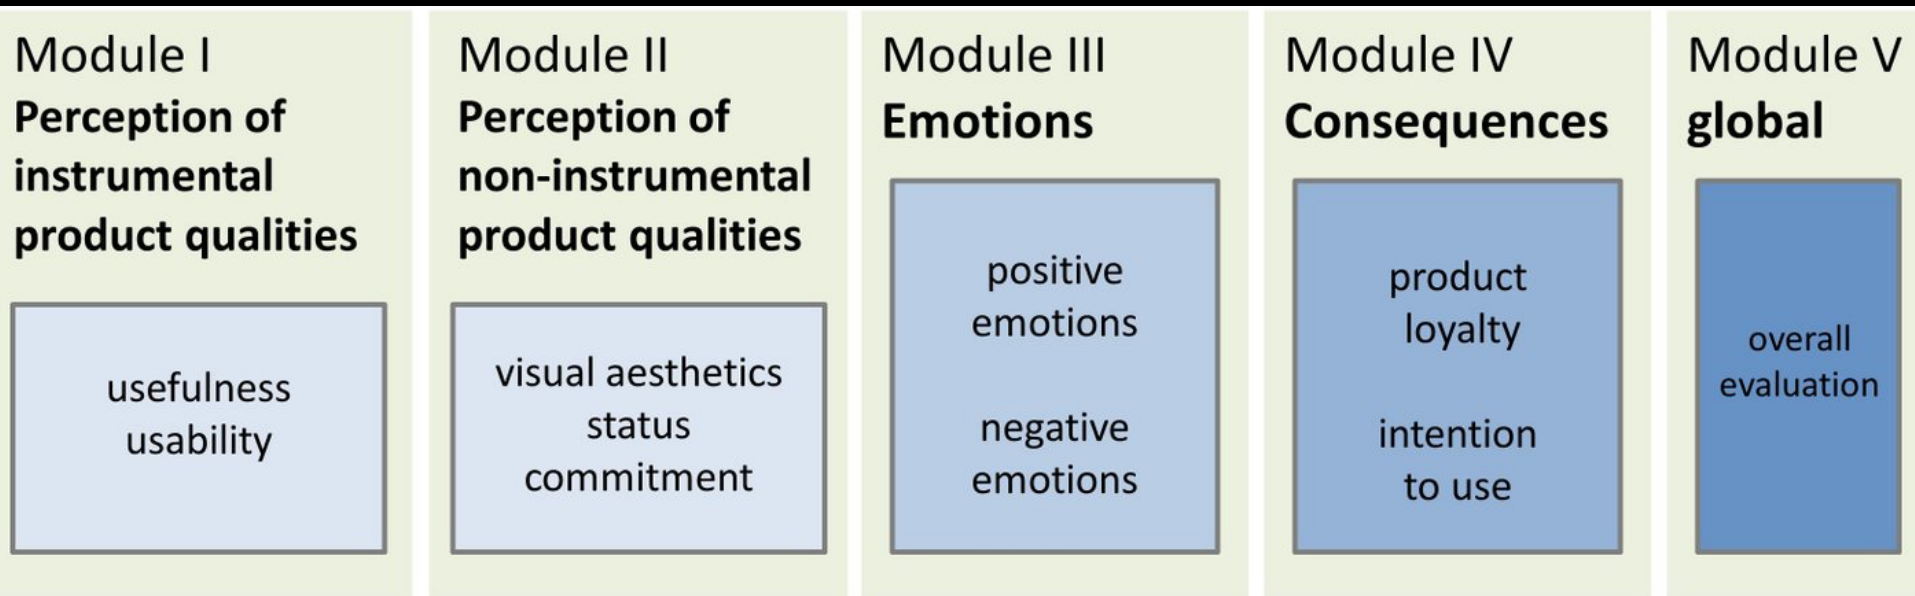 Module I
Perception of
instrumental
product qualities
usefulness
usability
Module II
Perception of
non-instrumental
product qualities
visual aesthetics
status
commitment
Module III
Emotions
positive
emotions
negative
emotions
Module IV
Consequences
product
loyalty
intention
to use
Module V
global
overall
evaluation